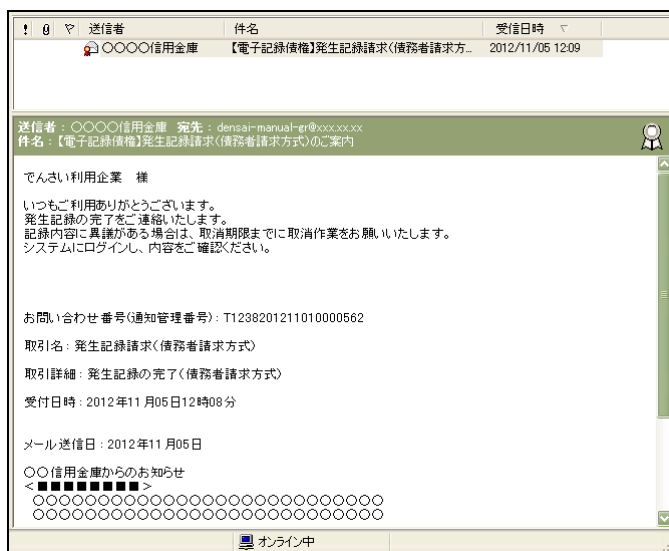 ! 送信者 件名 受信日時
〇〇〇〇信用金庫 【電子記録債権】発生記録請求(債務者請求方... 2012/11/05 12:09
送信者：〇〇〇〇信用金庫 宛先：densai-manual-gr@xxx.xx.xx
件名：【電子記録債権】発生記録請求(債務者請求方式)のご案内
でんさい利用企業　様
いつもご利用ありがとうございます。
発生記録の完了をご連絡いたします。
記録内容に異議がある場合は、取消期限までに取消作業をお願いいたします。
システムにログインし、内容をご確認ください。
お問い合わせ番号(通知管理番号)：T1238201211010000562
取引名：発生記録請求(債務者請求方式)
取引詳細：発生記録の完了(債務者請求方式)
受付日時：2012年11月05日12時08分
メール送信日：2012年11月05日
〇〇信用金庫からのお知らせ
<■■■■■■■■>
〇〇〇〇〇〇〇〇〇〇〇〇〇〇〇〇〇〇〇〇〇〇〇〇〇〇〇
〇〇〇〇〇〇〇〇〇〇〇〇〇〇〇〇〇〇〇〇〇〇〇〇〇〇〇
オンライン中